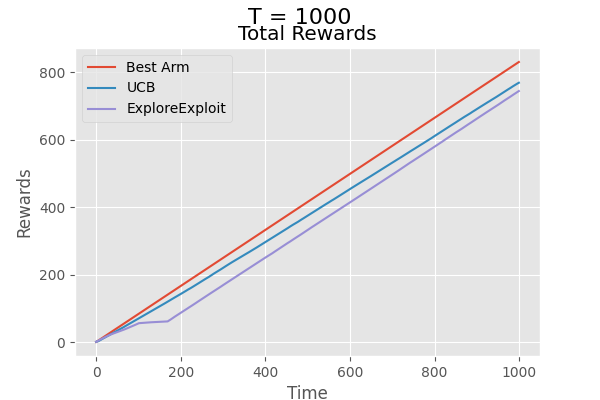 T = 1000
Total Rewards
Best Arm
UCB
ExploreExploit
800
600
400
200
0
Rewards
0 200 400 600 800 1000
Time